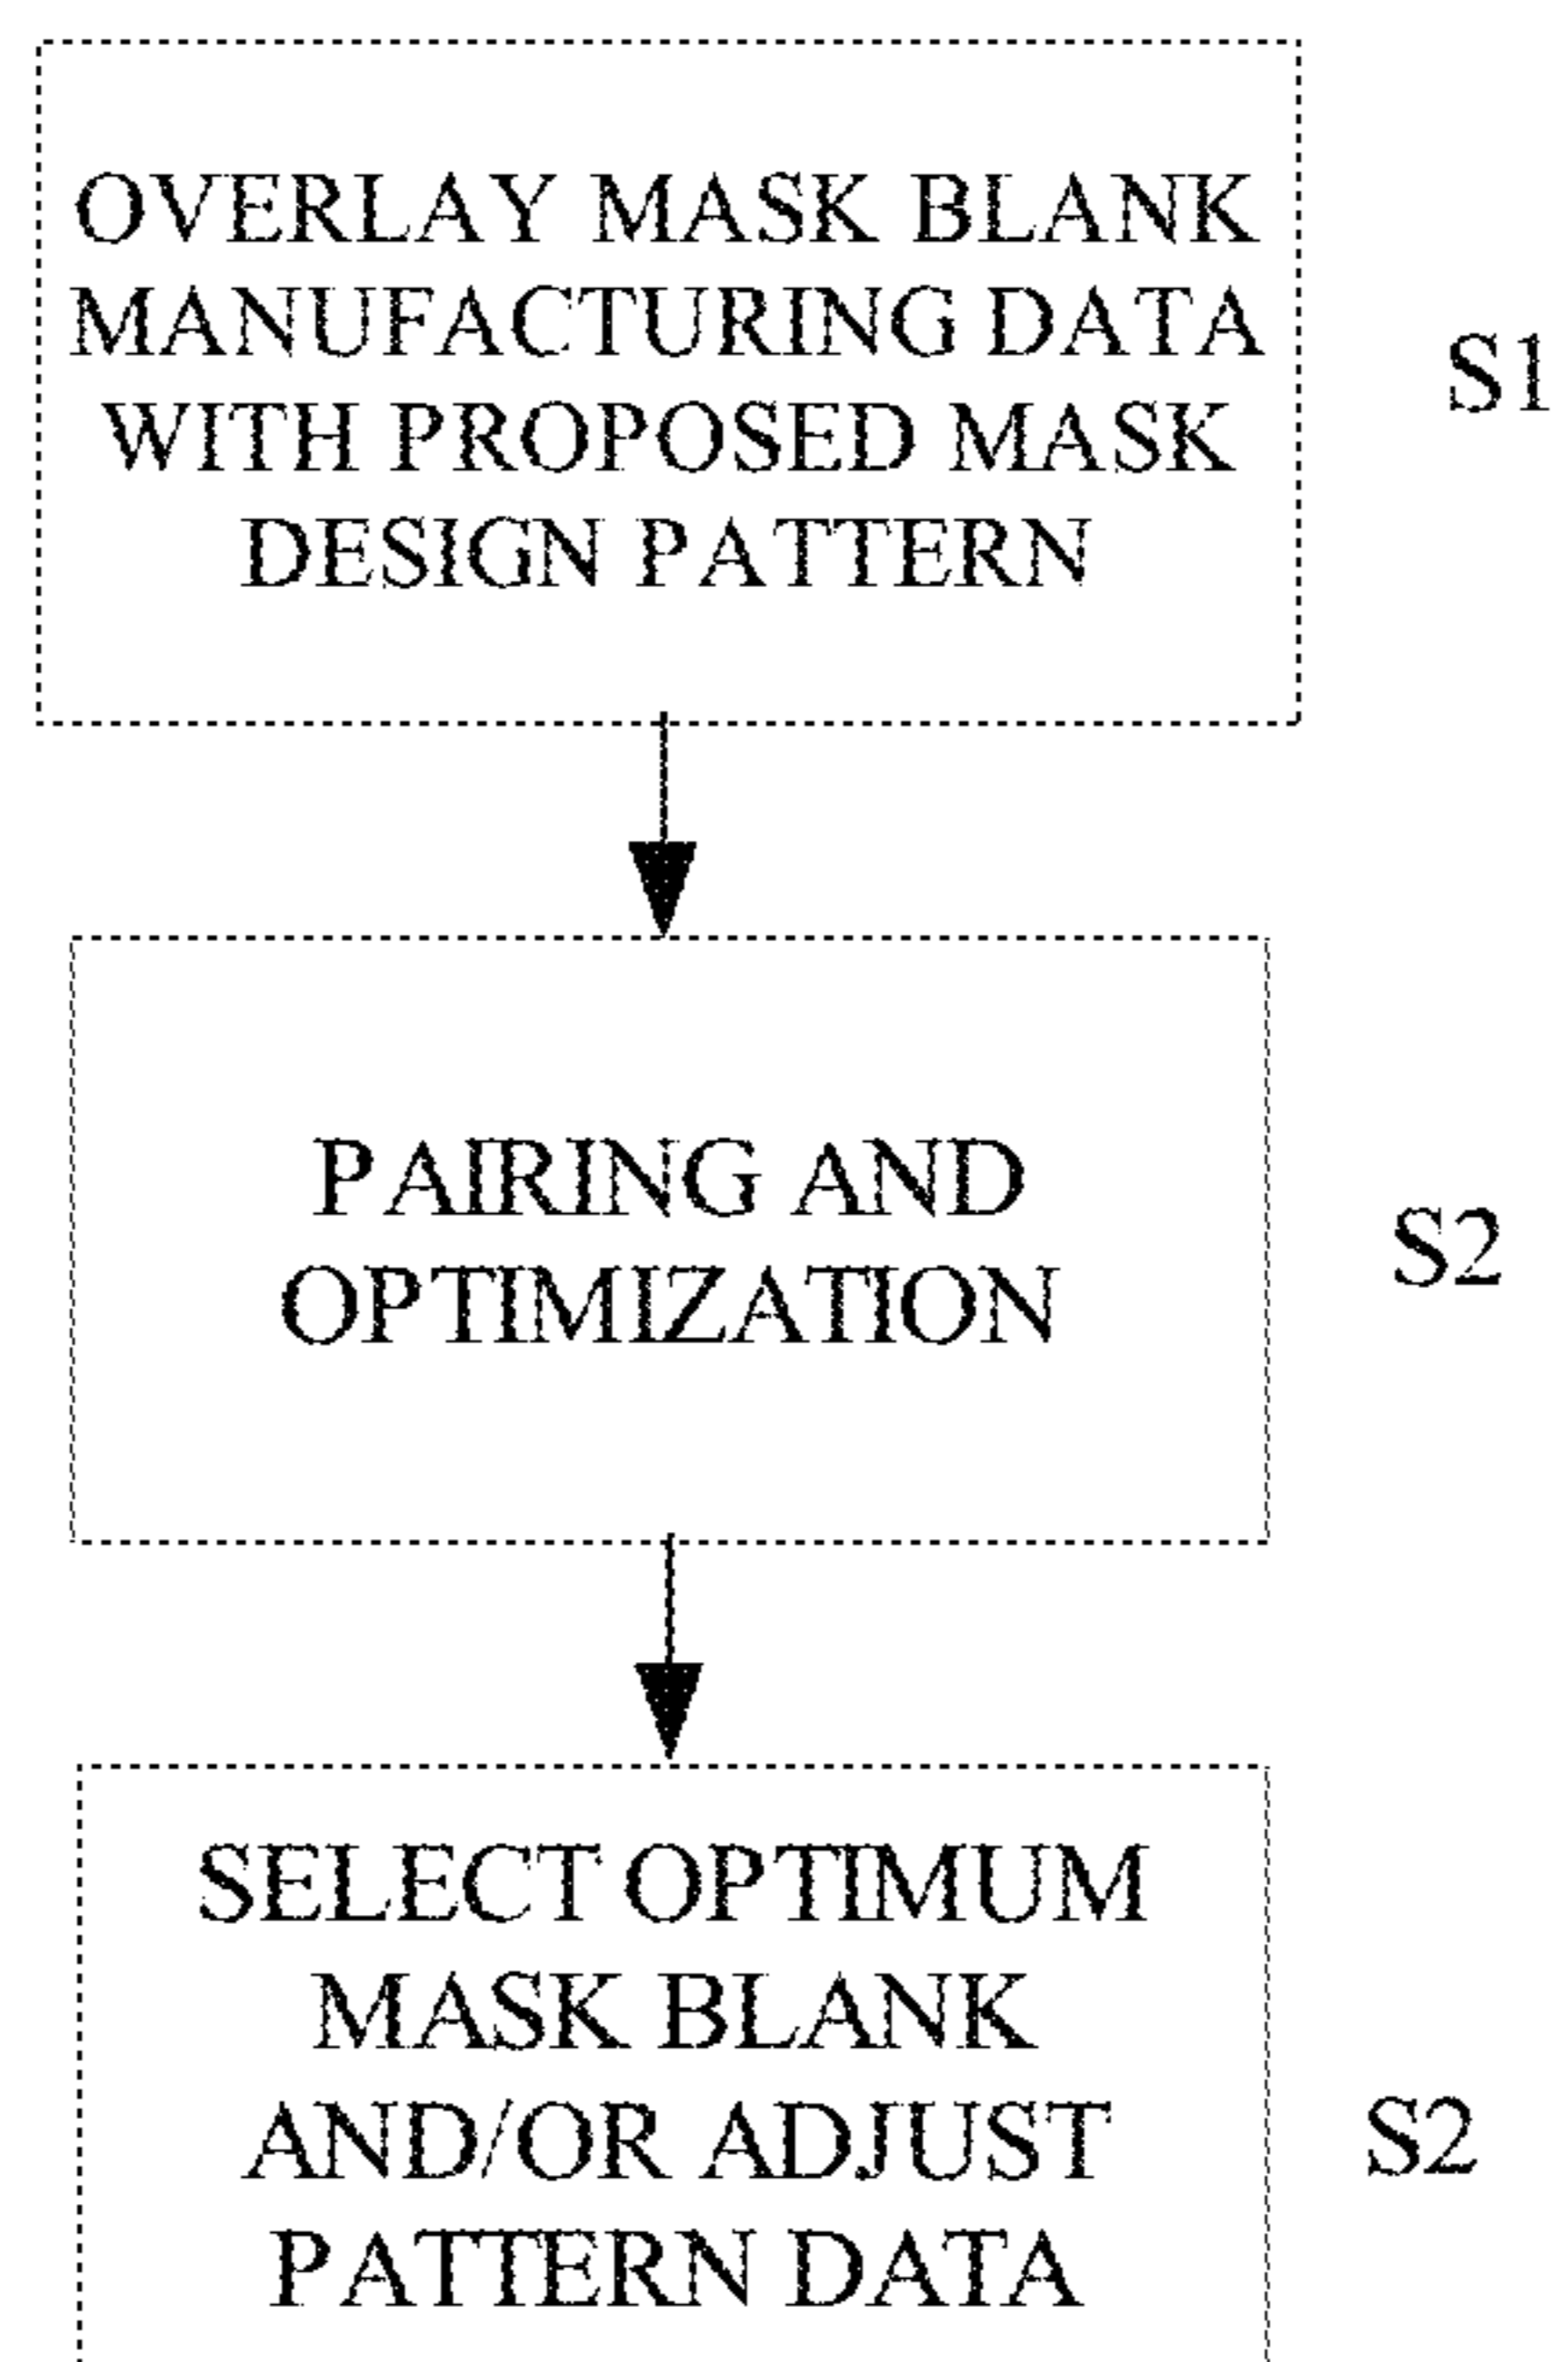 OVERLAY MASK BLANK
MANUFACTURING DATA
WITH PROPOSED MASK
DESIGN PATTERN
S1
PAIRING AND
OPTIMIZATION
S2
SELECT OPTIMUM
MASK BLANK
AND/OR ADJUST
PATTERN DATA
S2